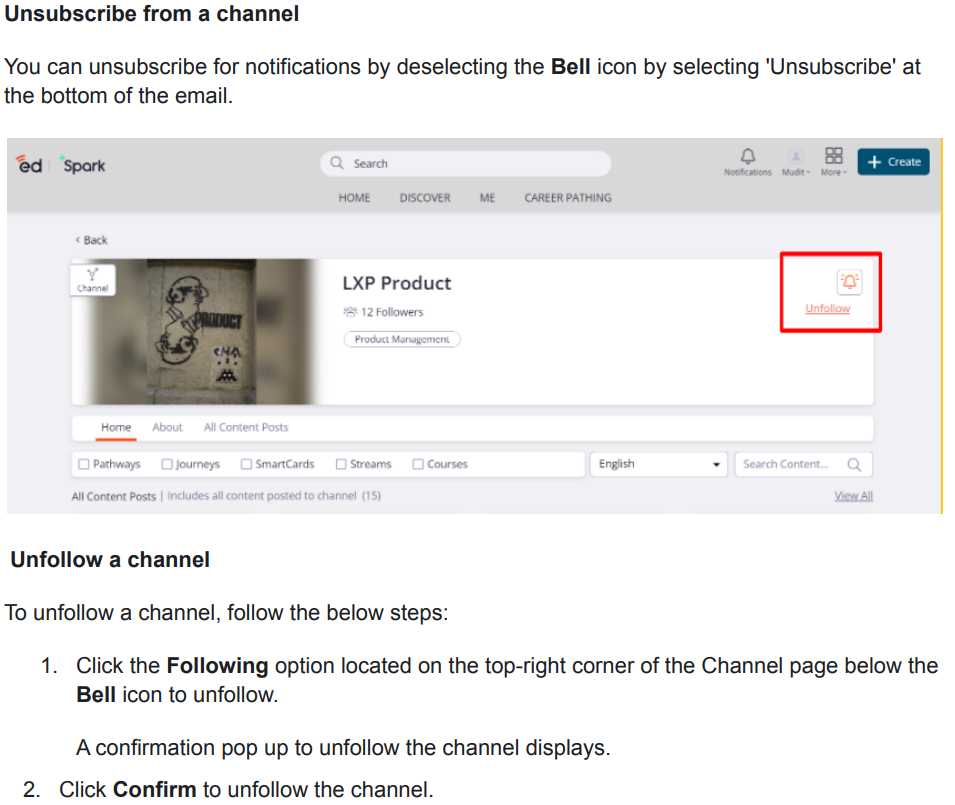 Unsubscribe from a channel
You can unsubscribe for notifications by deselecting the Bell icon by selecting 'Unsubscribe' at
the bottom of the email.
ed | Spark
Search
Notifications
Mudit
More
+ Create
HOME
DISCOVER
ME
CAREER PATHING
< Back
Channel
PRODUCT
LXP Product
12 Followers
Product Management
Unfollow
Home
About
All Content Posts
Pathways
Journeys
SmartCards
Streams
Courses
English
Search Content...
All Content Posts | Includes all content posted to channel (15)
View All
Unfollow a channel
To unfollow a channel, follow the below steps:
1. Click the Following option located on the top-right corner of the Channel page below the
Bell icon to unfollow.
A confirmation pop up to unfollow the channel displays.
2. Click Confirm to unfollow the channel.